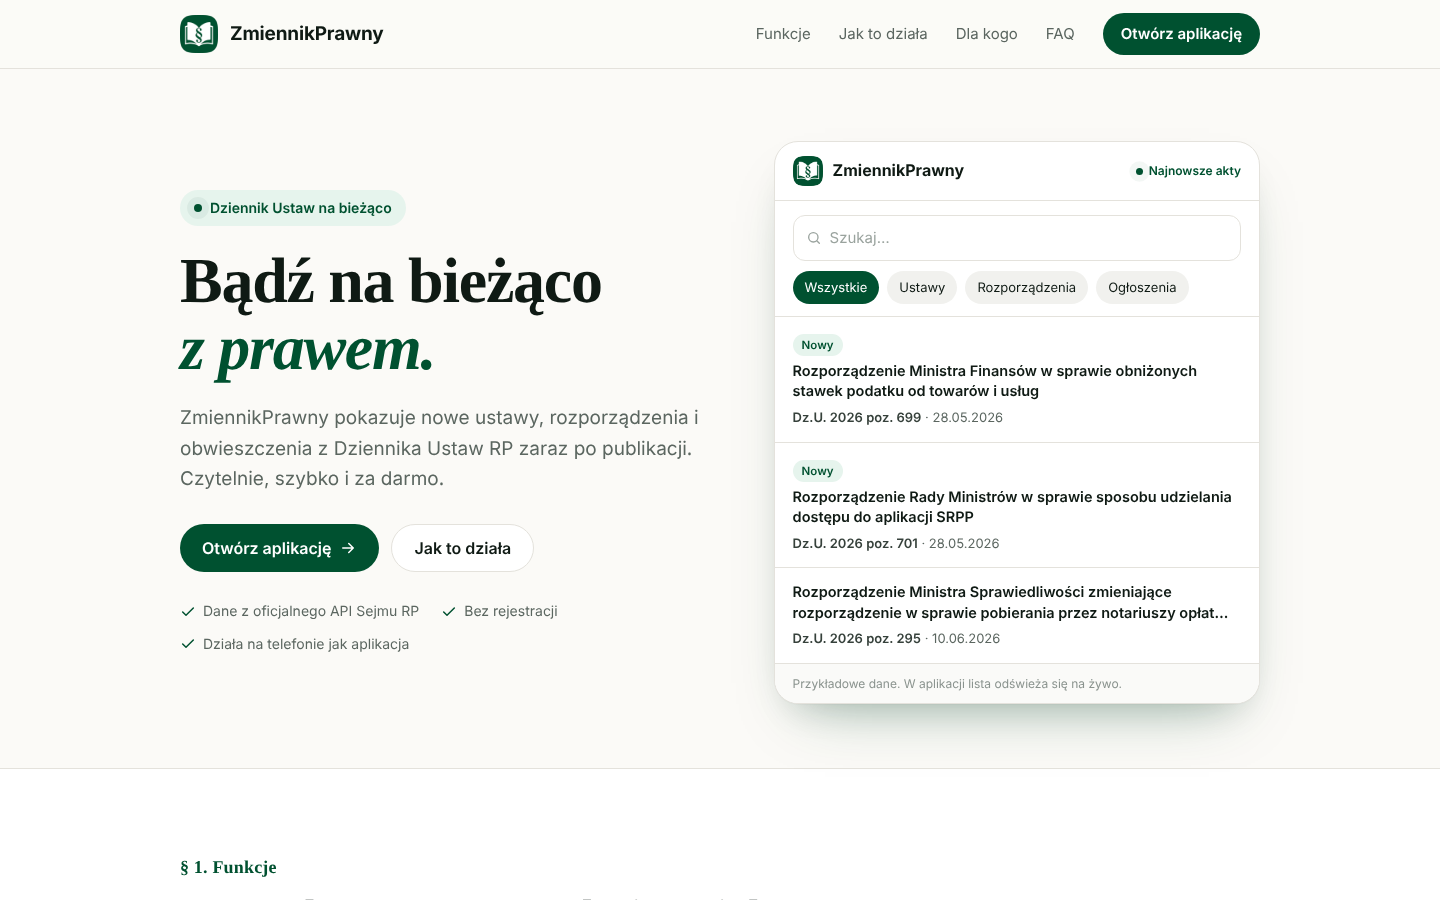 ZmiennikPrawny
Funkcje
Jak to działa
Dla kogo
FAQ
Otwórz aplikację
Dziennik Ustaw na bieżąco
Bądź na bieżąco
z prawem.
ZmiennikPrawny pokazuje nowe ustawy, rozporządzenia i
obwieszczenia z Dziennika Ustaw RP zaraz po publikacji.
Czytelnie, szybko i za darmo.
Otwórz aplikację →
Jak to działa
Dane z oficjalnego API Sejmu RP
Bez rejestracji
Działa na telefonie jak aplikacja
ZmiennikPrawny
Najnowsze akty
Szukaj...
Wszystkie
Ustawy
Rozporządzenia
Ogłoszenia
Nowy
Rozporządzenie Ministra Finansów w sprawie obniżonych
stawek podatku od towarów i usług
Dz.U. 2026 poz. 699 · 28.05.2026
Nowy
Rozporządzenie Rady Ministrów w sprawie sposobu udzielania
dostępu do aplikacji SRPP
Dz.U. 2026 poz. 701 · 28.05.2026
Rozporządzenie Ministra Sprawiedliwości zmieniające
rozporządzenie w sprawie pobierania przez notariuszy opłat...
Dz.U. 2026 poz. 295 · 10.06.2026
Przykładowe dane. W aplikacji lista odświeża się na żywo.
§ 1. Funkcje